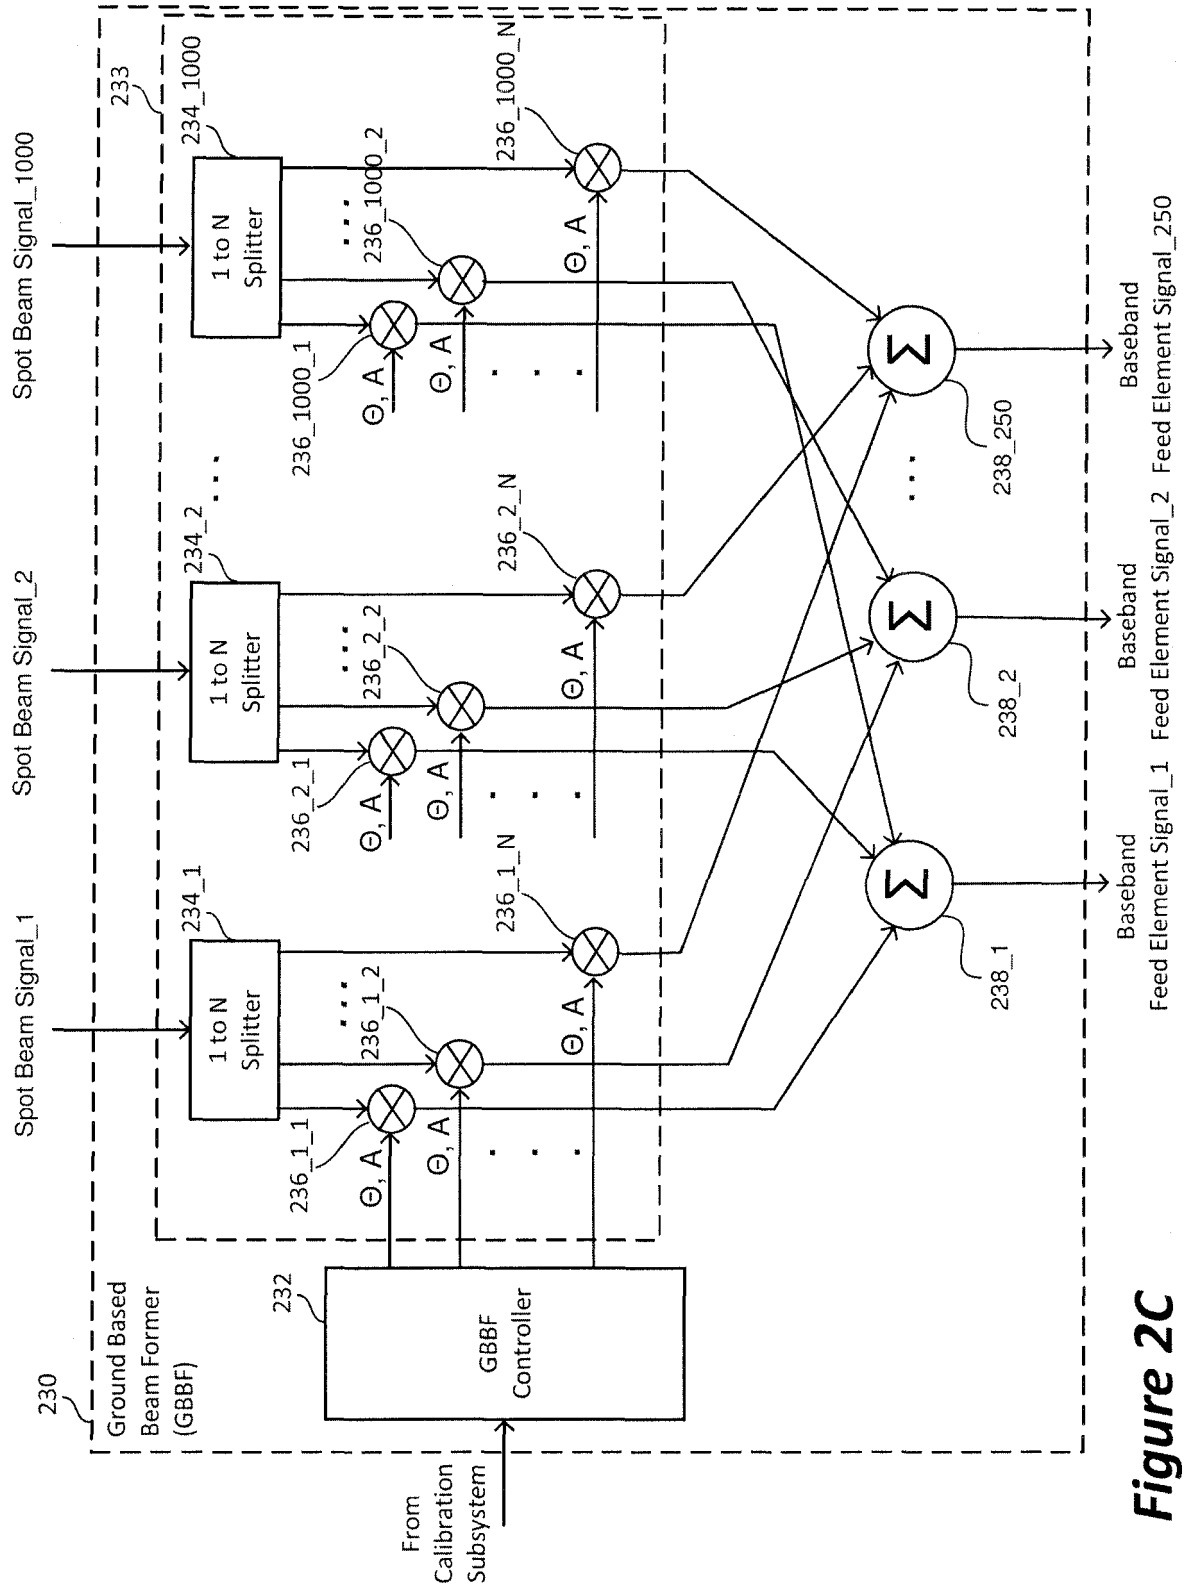 Spot Beam Signal_1
Spot Beam Signal_2
Spot Beam Signal_1000
230
Ground Based
Beam Former
(GBBF)
233
234_1
234_2
234_1000
...
1 to N
Splitter
1 to N
Splitter
1 to N
Splitter
232
GBBF
Controller
From
Calibration
Subsystem
236_1_1
Θ, A
236_1_2
Θ, A
...
236_1_N
Θ, A
236_2_1
Θ, A
236_2_2
Θ, A
...
236_2_N
Θ, A
236_1000_1
Θ, A
236_1000_2
Θ, A
...
236_1000_N
Θ, A
Σ
Σ
Σ
238_1
238_2
...
238_250
Baseband
Feed Element Signal_1
Baseband
Feed Element Signal_2
Baseband
Feed Element Signal_250
Figure 2C